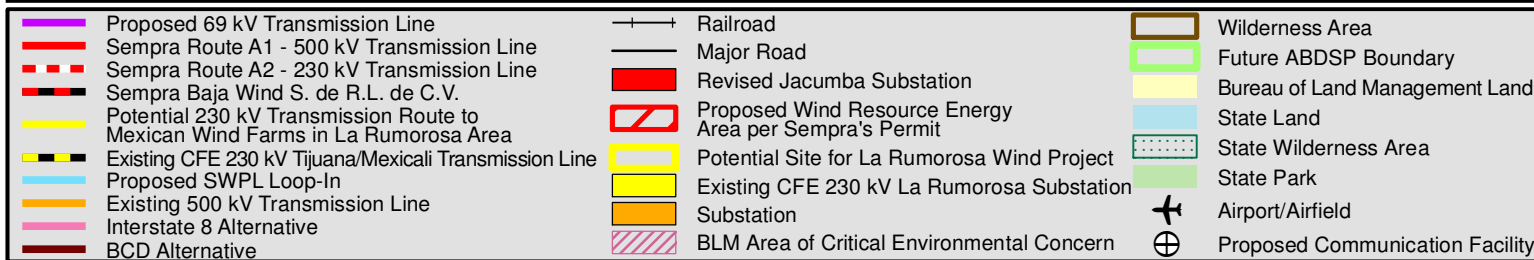 Proposed 69 kV Transmission Line
Sempra Route A1 - 500 kV Transmission Line
Sempra Route A2 - 230 kV Transmission Line
Sempra Baja Wind S. de R.L. de C.V.
Potential 230 kV Transmission Route to
Mexican Wind Farms in La Rumorosa Area
Existing CFE 230 kV Tijuana/Mexicali Transmission Line
Proposed SWPL Loop-In
Existing 500 kV Transmission Line
Interstate 8 Alternative
BCD Alternative
Railroad
Major Road
Revised Jacumba Substation
Proposed Wind Resource Energy
Area per Sempra's Permit
Potential Site for La Rumorosa Wind Project
Existing CFE 230 kV La Rumorosa Substation
Substation
BLM Area of Critical Environmental Concern
Wilderness Area
Future ABDSP Boundary
Bureau of Land Management Land
State Land
State Wilderness Area
State Park
Airport/Airfield
Proposed Communication Facility